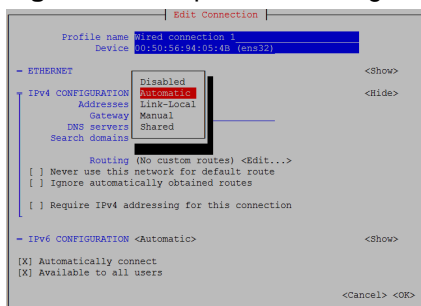 Edit Connection
Profile name Wired connection 1
Device 00:50:56:94:05:4B (ens32)
ETHERNET <Show>
Disabled
IPv4 CONFIGURATION Automatic <Hide>
Addresses Link-Local
Gateway Manual
DNS servers Shared
Search domains
Routing (No custom routes) <Edit...>
[ ] Never use this network for default route
[ ] Ignore automatically obtained routes
[ ] Require IPv4 addressing for this connection
IPv6 CONFIGURATION <Automatic> <Show>
[X] Automatically connect
[X] Available to all users
<Cancel> <OK>